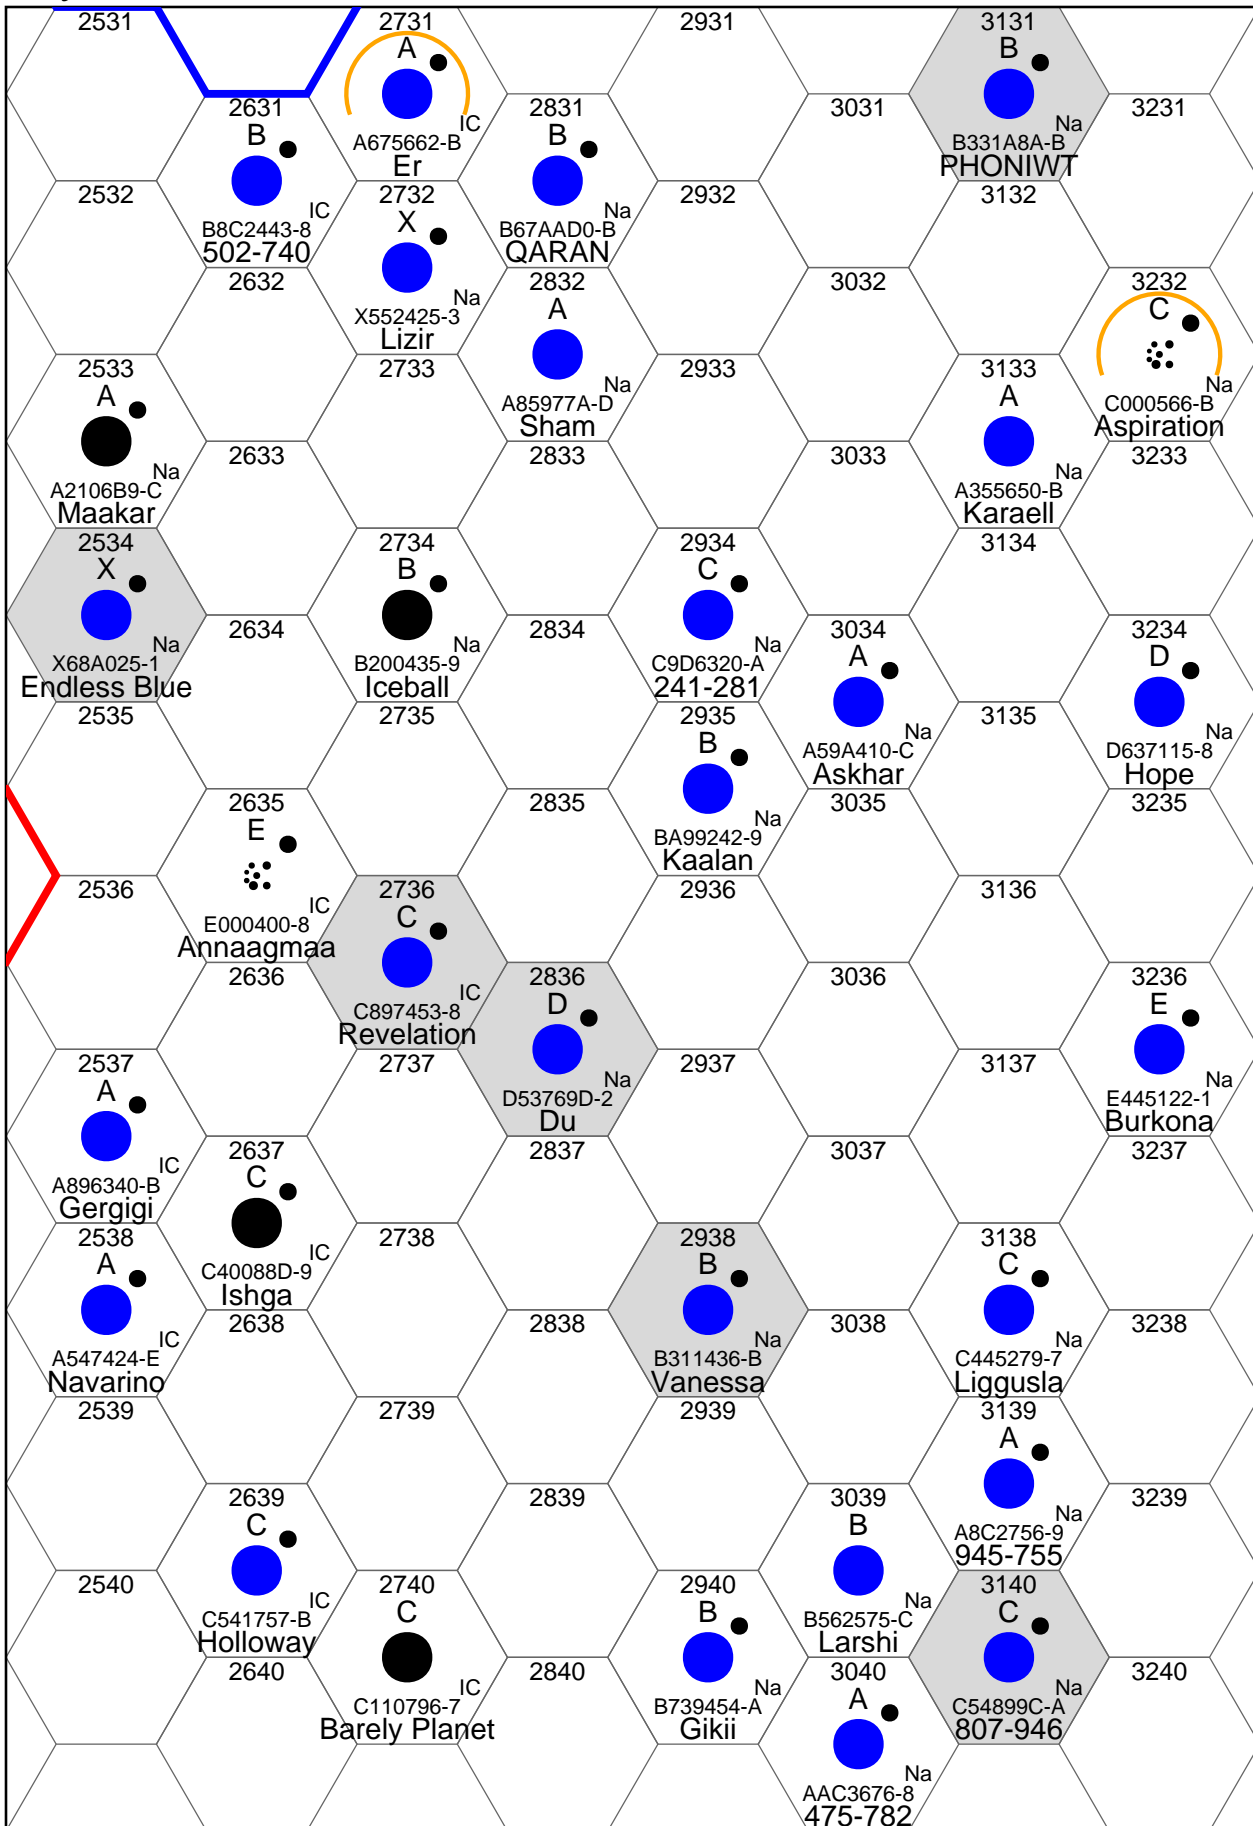 2531
2731
A
IC
A675662-B
Er
2931
3131
B
Na
B331A8A-B
PHONIWT
2631
B
IC
B8C2443-8
502-740
2831
B
Na
B67AAD0-B
QARAN
3031
3231
2532
2732
X
Na
X552425-3
Lizir
2932
3132
2632
2832
A
Na
A85977A-D
Sham
3032
3232
C
Na
C000566-B
Aspiration
2533
A
Na
A2106B9-C
Maakar
2733
2933
3133
A
Na
A355650-B
Karaell
2633
2833
3033
3233
2534
X
Na
X68A025-1
Endless Blue
2734
B
Na
B200435-9
Iceball
2934
C
Na
C9D6320-A
241-281
3134
2634
2834
3034
A
Na
A59A410-C
Askhar
3234
D
Na
D637115-8
Hope
2535
2735
2935
B
Na
BA99242-9
Kaalan
3135
2635
E
IC
E000400-8
Annaagmaa
2835
3035
3235
2536
2736
C
IC
C897453-8
Revelation
2936
3136
2636
2836
D
Na
D53769D-2
Du
3036
3236
E
Na
E445122-1
Burkona
2537
A
IC
A896340-B
Gergigi
2737
2937
3137
2637
C
IC
C40088D-9
Ishga
2837
3037
3237
2538
A
IC
A547424-E
Navarino
2738
2938
B
Na
B311436-B
Vanessa
3138
C
Na
C445279-7
Liggusla
2638
2838
3038
3238
2539
2739
2939
3139
A
Na
A8C2756-9
945-755
2639
C
IC
C541757-B
Holloway
2839
3039
B
Na
B562575-C
Larshi
3239
2540
2740
C
IC
C110796-7
Barely Planet
2940
B
Na
B739454-A
Gikii
3140
C
Na
C54899C-A
807-946
2640
2840
3040
A
Na
AAC3676-8
475-782
3240